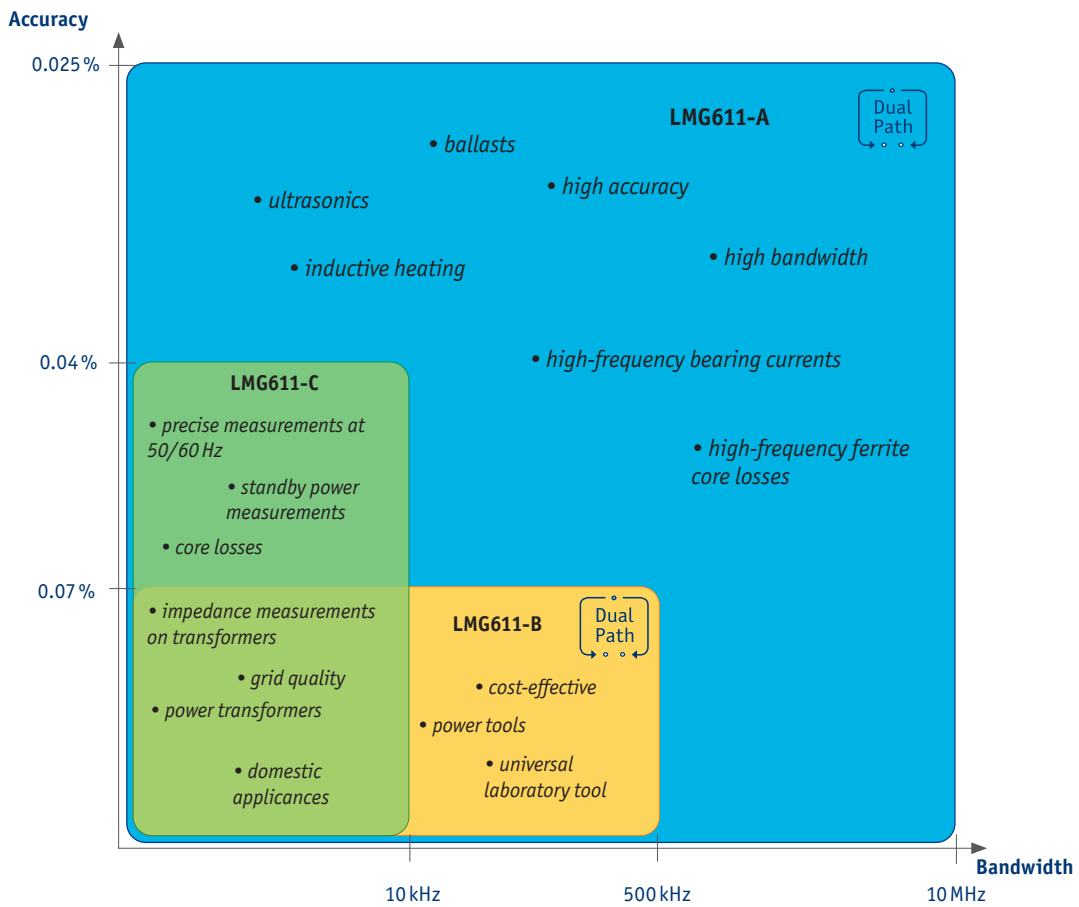 Accuracy
0.025 %
LMG611-A
Dual
Path
• ballasts
• high accuracy
• ultrasonics
• high bandwidth
• inductive heating
0.04 %
• high-frequency bearing currents
LMG611-C
• precise measurements at
50/60 Hz
• high-frequency ferrite
core losses
• standby power
measurements
• core losses
0.07 %
• impedance measurements
on transformers
LMG611-B
Dual
Path
• grid quality
• power transformers
• cost-effective
• power tools
• domestic
applicances
• universal
laboratory tool
Bandwidth
10 kHz
500 kHz
10 MHz